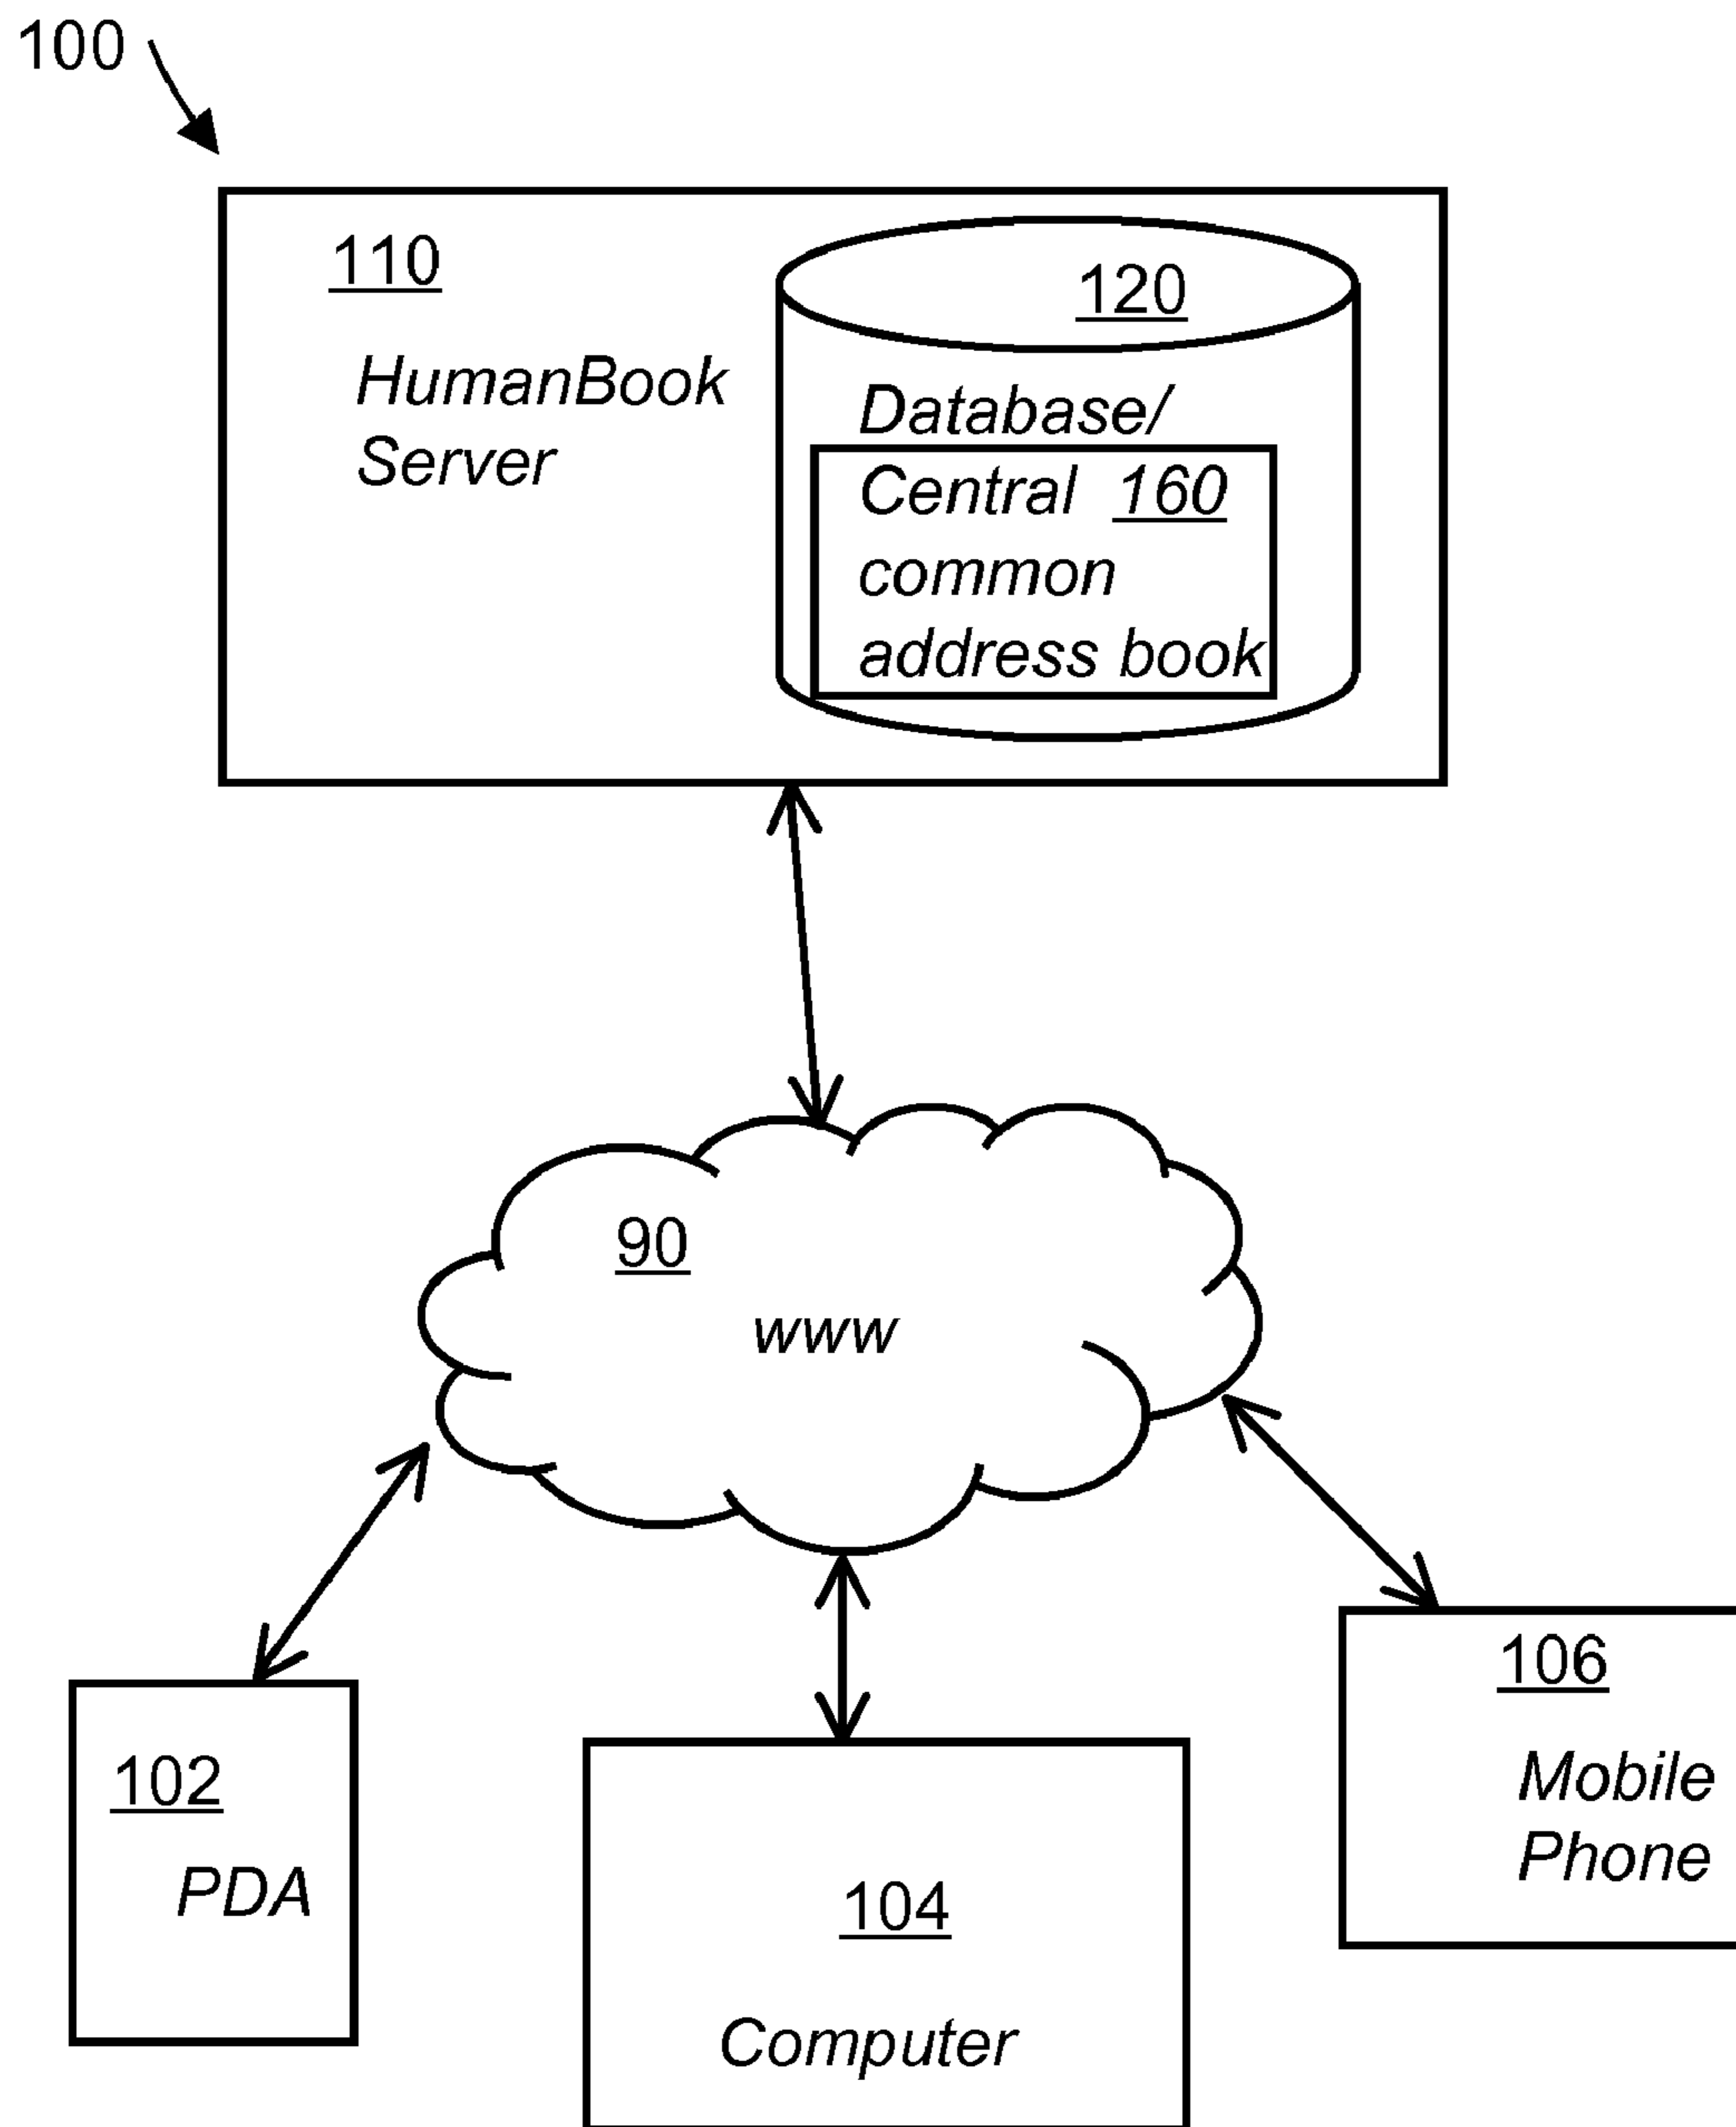 100
110
HumanBook
Server
120
Database/
Central 160
common
address book
90
www
102
PDA
104
Computer
106
Mobile
Phone